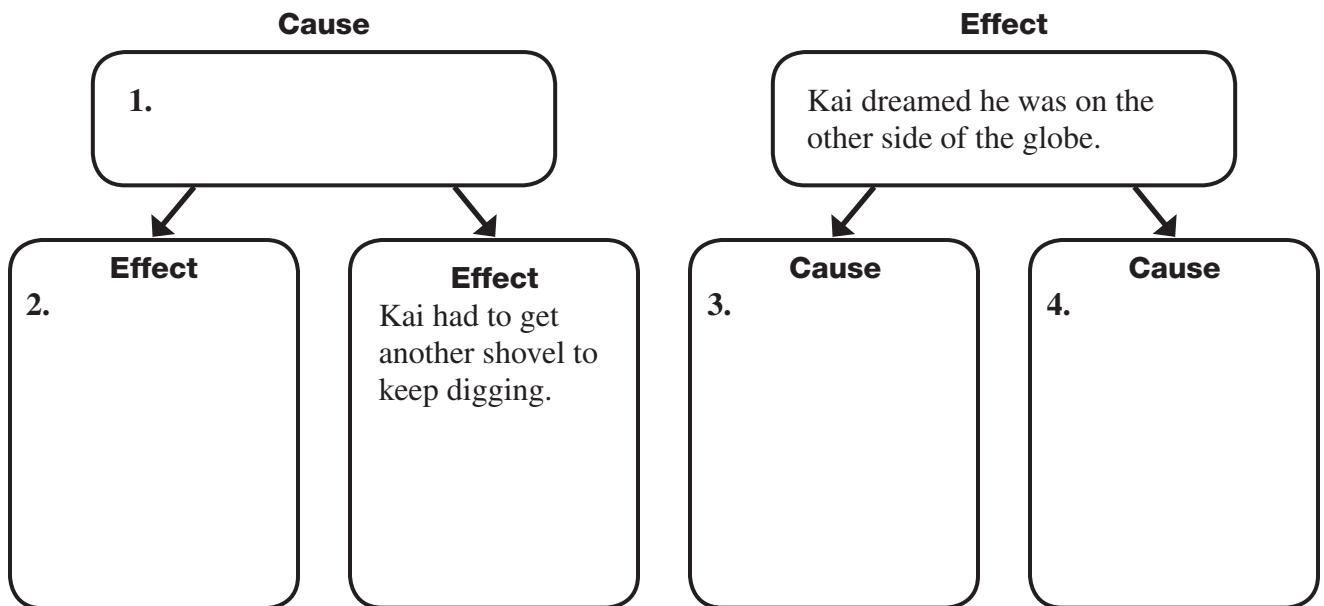 Cause
1.
Effect
2.
Effect
Kai had to get
another shovel to
keep digging.
Effect
Kai dreamed he was on the
other side of the globe.
Cause
3.
Cause
4.